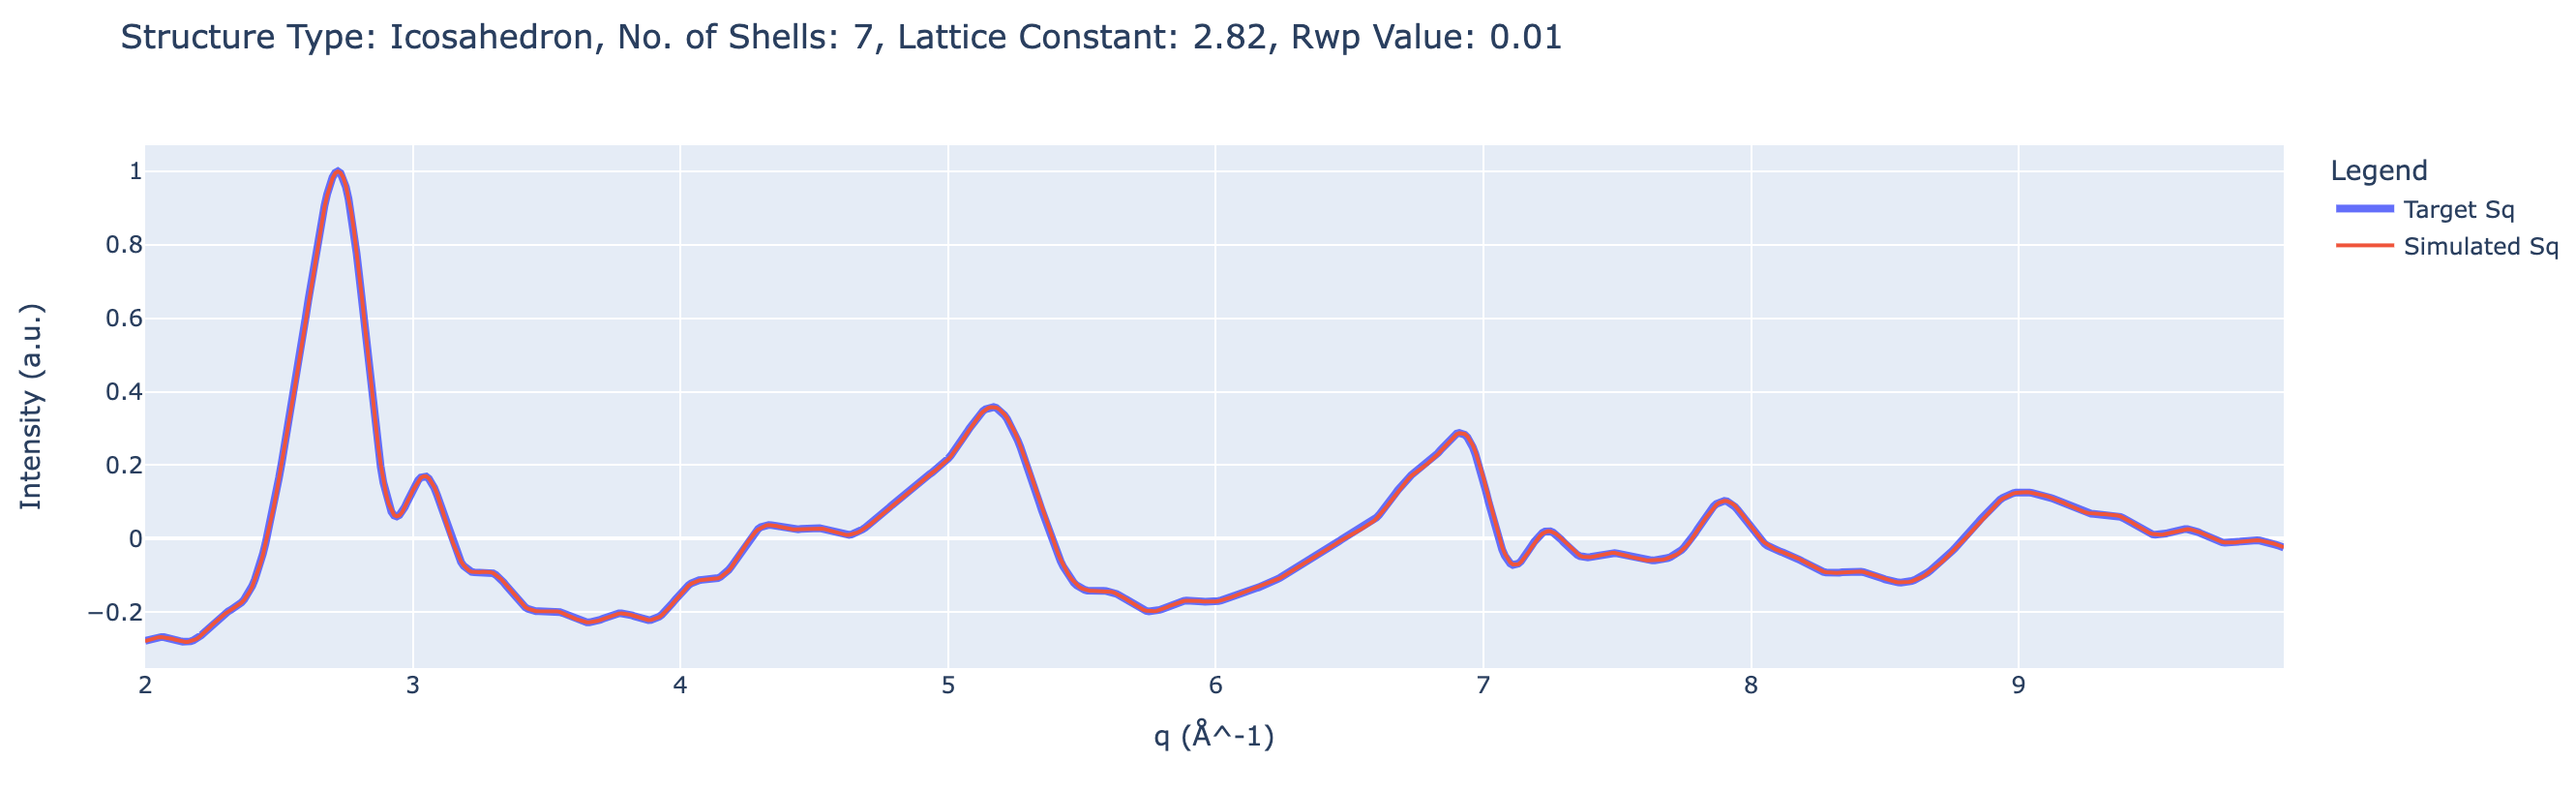 Structure Type: Icosahedron, No. of Shells: 7, Lattice Constant: 2.82, Rwp Value: 0.01
Legend
Target Sq
Simulated Sq
1
0.8
0.6
0.4
0.2
0
−0.2
Intensity (a.u.)
2 3 4 5 6 7 8 9
q (Å^-1)